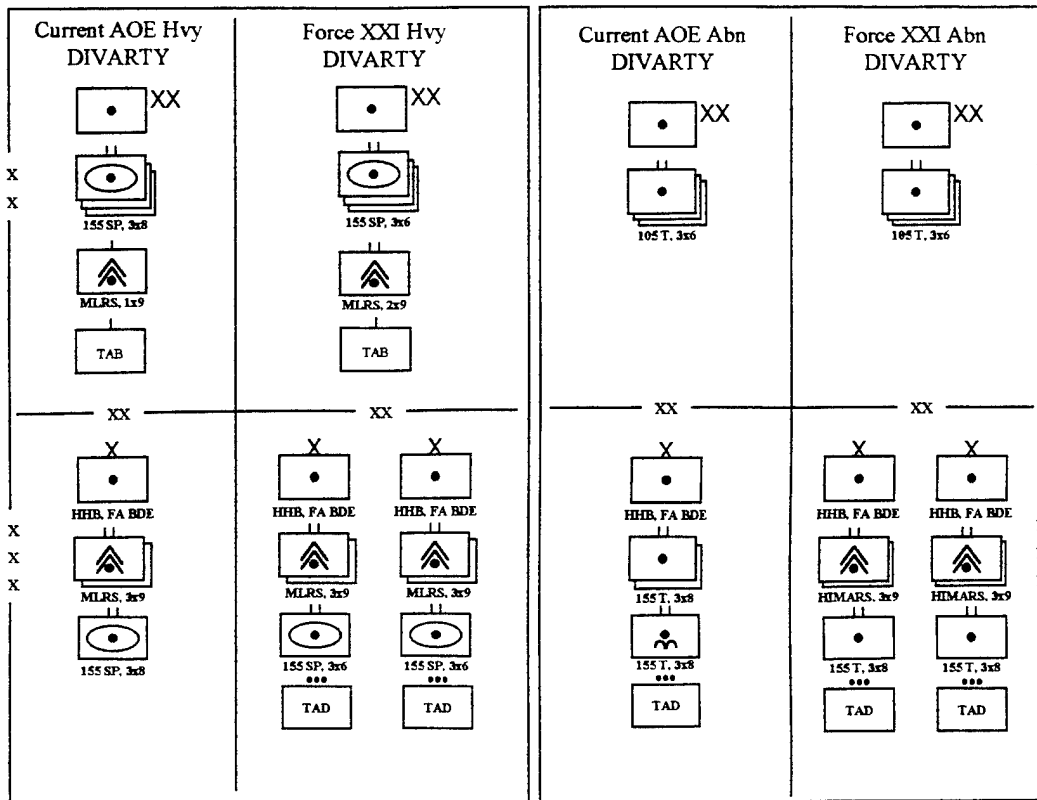 Current AOE Hvy
DIVARTY
XX
155 SP, 3x8
MLRS, 1x9
TAB
Force XXI Hvy
DIVARTY
XX
155 SP, 3x6
MLRS, 2x9
TAB
Current AOE Abn
DIVARTY
XX
105 T, 3x6
Force XXI Abn
DIVARTY
XX
105 T, 3x6
X
X
XX
XX
XX
XX
X
HHB, FA BDE
MLRS, 3x9
155 SP, 3x8
X
X
HHB, FA BDE
HHB, FA BDE
MLRS, 3x9
MLRS, 3x9
155 SP, 3x6
155 SP, 3x6
TAD
TAD
X
HHB, FA BDE
155 T, 3x8
155 T, 3x8
TAD
X
X
HHB, FA BDE
HHB, FA BDE
HIMARS, 3x9
HIMARS, 3x9
155 T, 3x8
155 T, 3x8
TAD
TAD
X
X
X